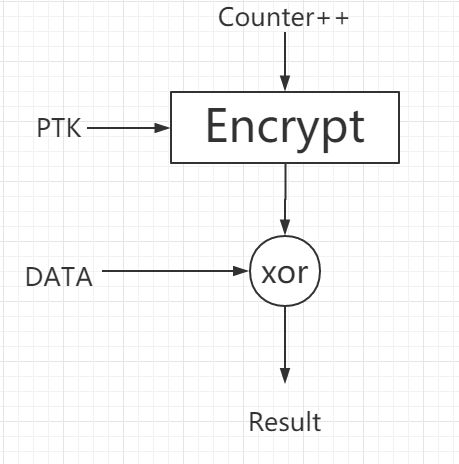 Counter++
PTK
Encrypt
DATA
xor
Result